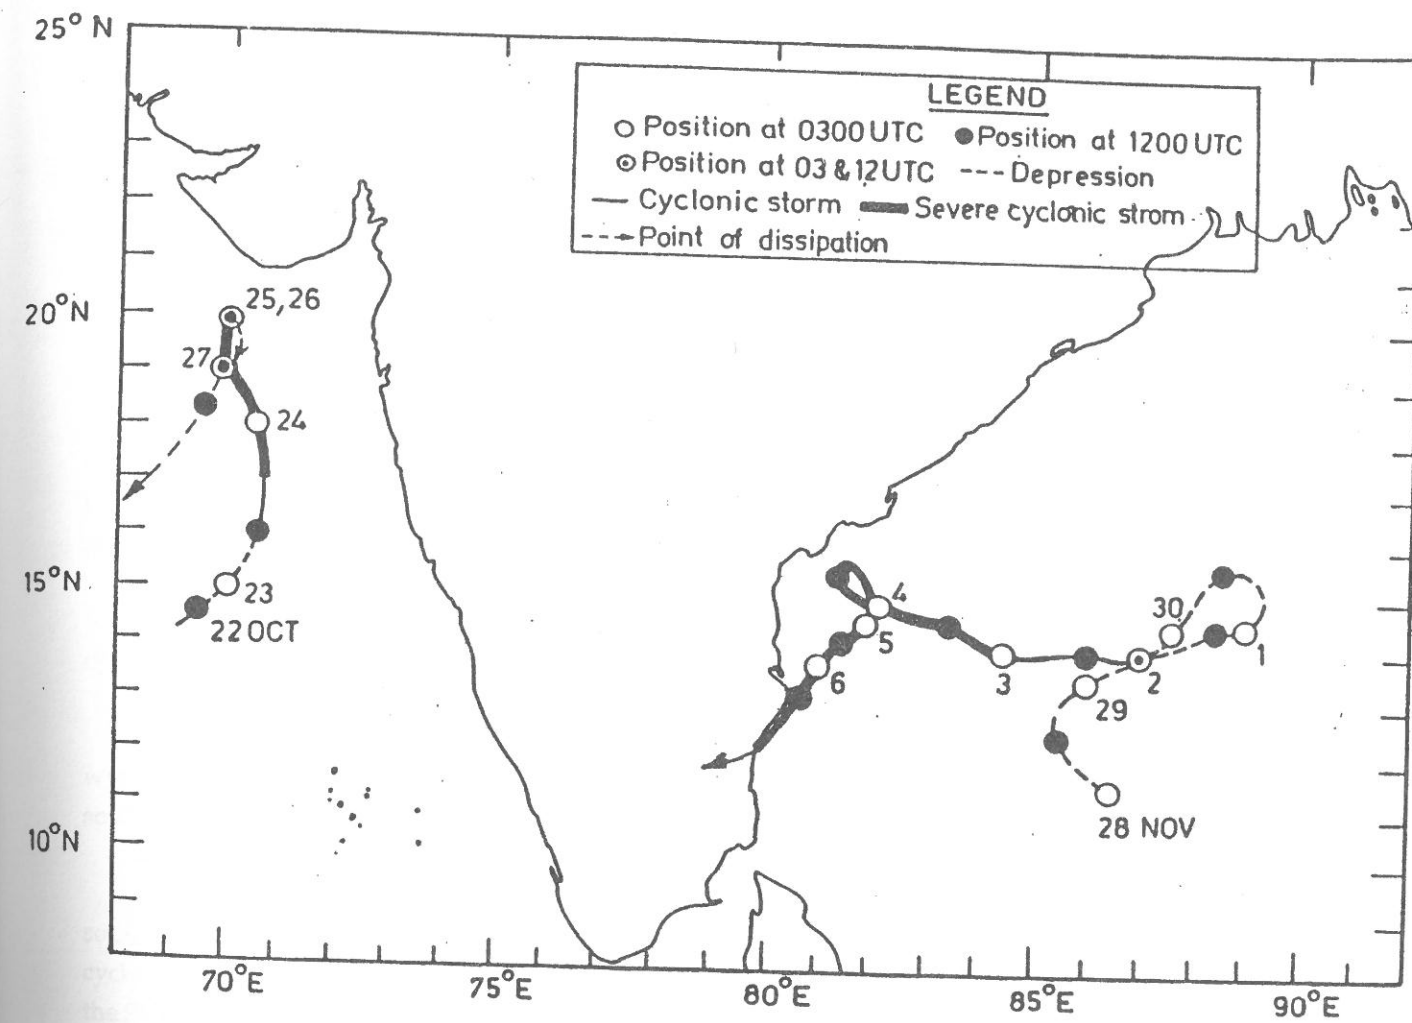 25° N
LEGEND
Position at 0300 UTC Position at 1200 UTC
Position at 03 & 12 UTC --- Depression
Cyclonic storm Severe cyclonic strom
Point of dissipation
20°N
25,26
27
24
15°N
23
22 OCT
4
5
6
3
2
30
1
29
28 NOV
10°N
70°E
75°E
80°E
85°E
90°E